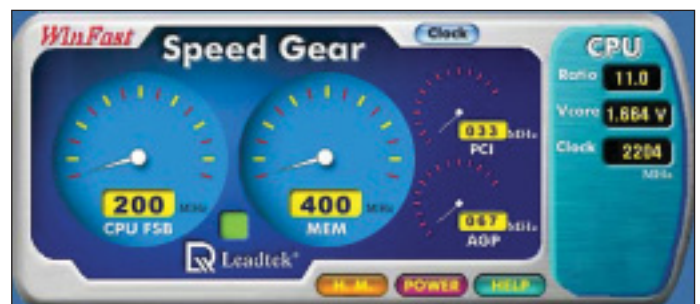 WinFast
Speed Gear
Clock
CPU
Ratio 11.0
Vcore 1.664 V
Clock 2204
MHz
200 MHz
CPU FSB
400 MHz
MEM
033 MHz
PCI
067 MHz
AGP
Leadtek®
H. M.
POWER
HELP